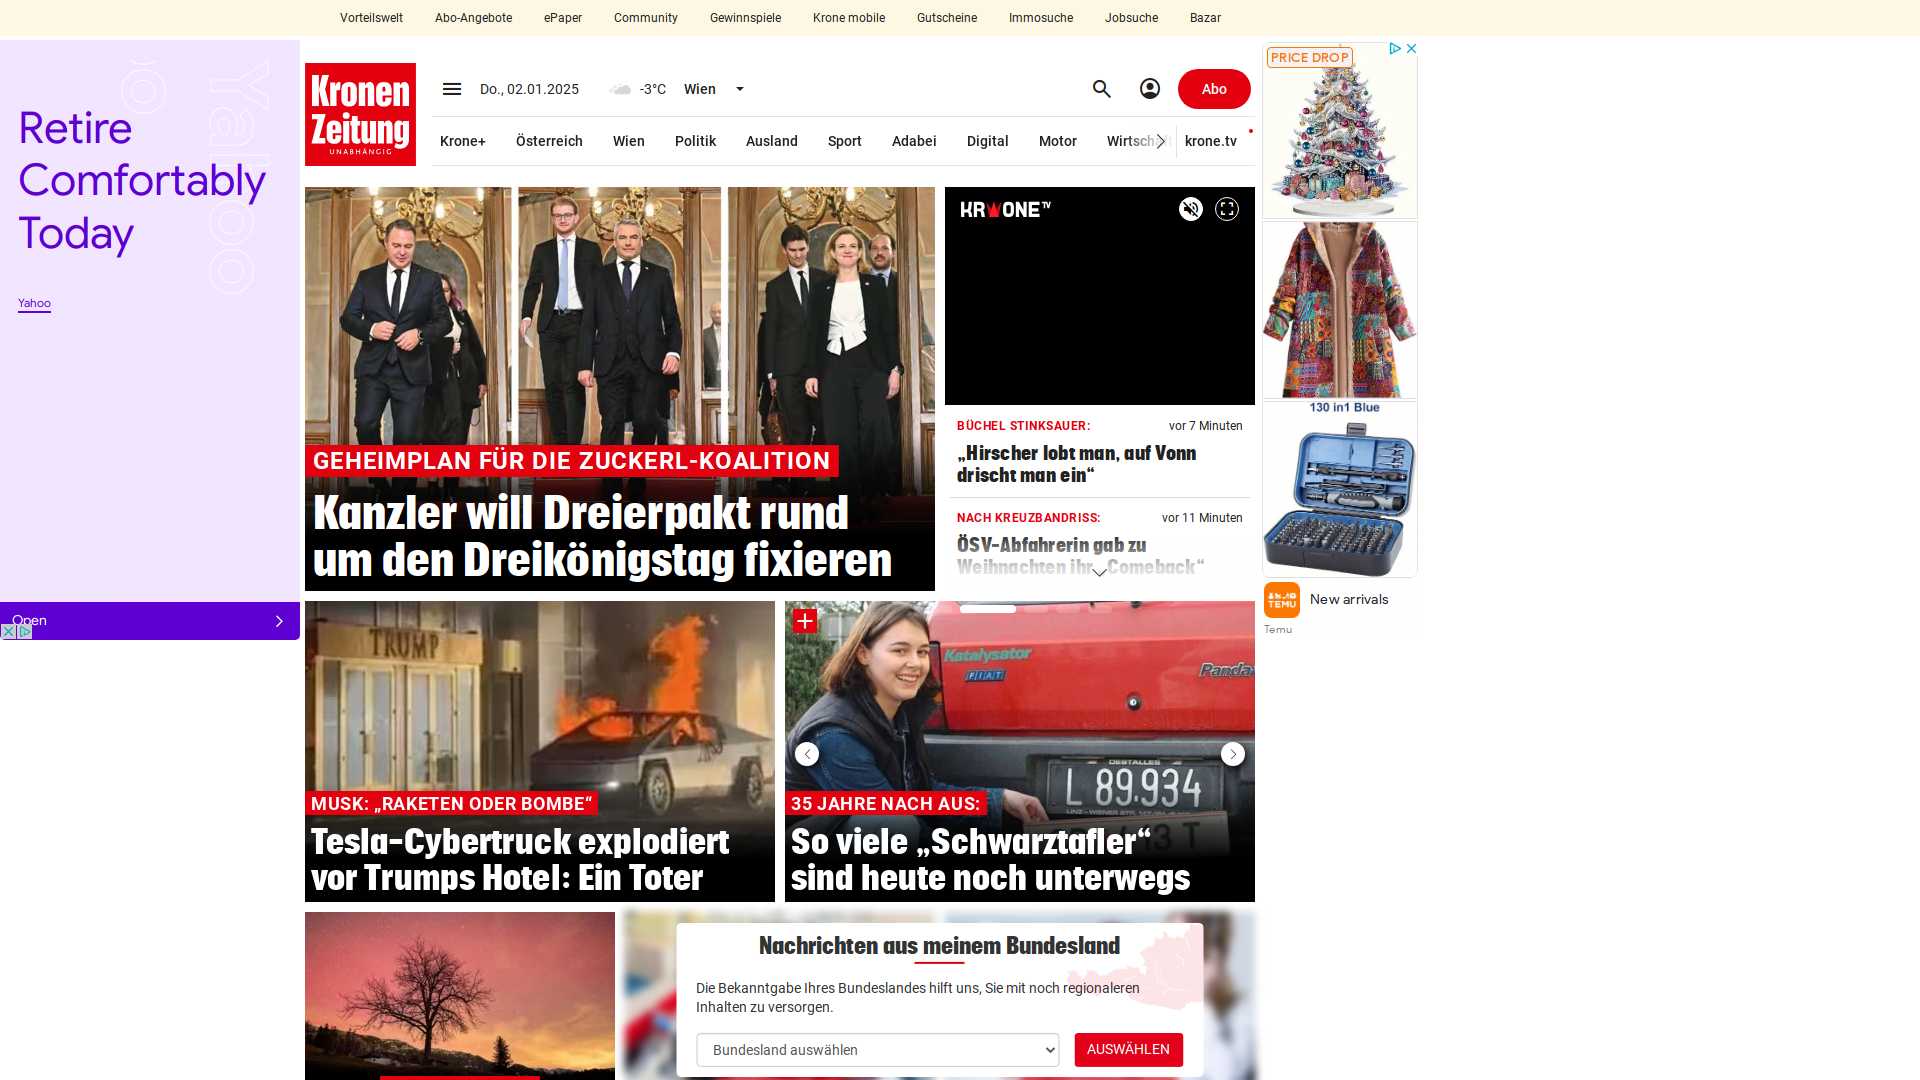 Vorteilswelt
Abo-Angebote
ePaper
Community
Gewinnspiele
Krone mobile
Gutscheine
Immosuche
Jobsuche
Bazar
Yahoo
Retire
Comfortably
Today
Yahoo
Open
Kronen
Zeitung
UNABHÄNGIG
Do., 02.01.2025
-3°C
Wien
Abo
Krone+
Österreich
Wien
Politik
Ausland
Sport
Adabei
Digital
Motor
krone.tv
GEHEIMPLAN FÜR DIE ZUCKERL-KOALITION
Kanzler will Dreierpakt rund
um den Dreikönigstag fixieren
KRONE TV
BÜCHEL STINKSAUER:
vor 7 Minuten
„Hirscher lobt man, auf Vonn
drischt man ein“
NACH KREUZBANDRISS:
vor 11 Minuten
ÖSV-Abfahrerin gab zu
Weihnachten ihr „Comeback“
PRICE DROP
130 in1 Blue
TEMU
New arrivals
Temu
TRUMP
MUSK: „RAKETEN ODER BOMBE“
Tesla-Cybertruck explodiert
vor Trumps Hotel: Ein Toter
Katalysator
FIAT
Panda
DESTALLES
L 89.934
35 JAHRE NACH AUS:
So viele „Schwarztafler“
sind heute noch unterwegs
Nachrichten aus meinem Bundesland
Die Bekanntgabe Ihres Bundeslandes hilft uns, Sie mit noch regionaleren
Inhalten zu versorgen.
Bundesland auswählen
AUSWÄHLEN